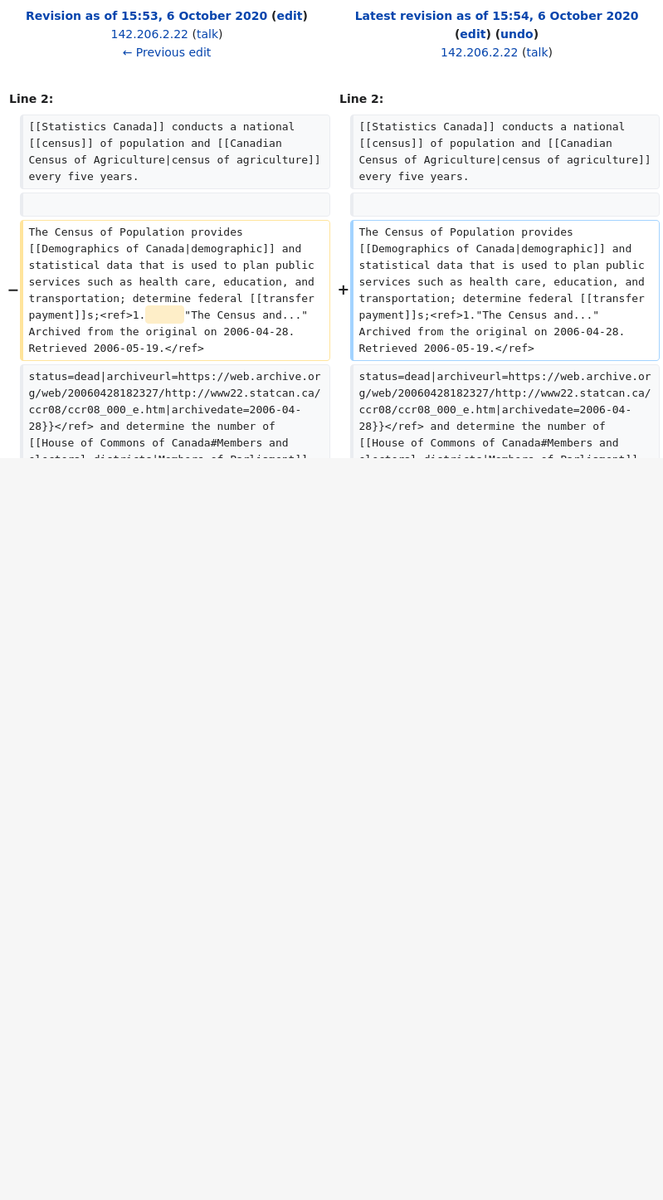 Revision as of 15:53, 6 October 2020 (edit)
142.206.2.22 (talk)
← Previous edit
Latest revision as of 15:54, 6 October 2020
(edit) (undo)
142.206.2.22 (talk)
Line 2:
[[Statistics Canada]] conducts a national
[[census]] of population and [[Canadian
Census of Agriculture|census of agriculture]]
every five years.
− The Census of Population provides
[[Demographics of Canada|demographic]] and
statistical data that is used to plan public
services such as health care, education, and
transportation; determine federal [[transfer
payment]]s;<ref>1.      "The Census and..."
Archived from the original on 2006-04-28.
Retrieved 2006-05-19.</ref>
status=dead|archiveurl=https://web.archive.or
g/web/20060428182327/http://www22.statcan.ca/
ccr08/ccr08_000_e.htm|archivedate=2006-04-
28}}</ref> and determine the number of
[[House of Commons of Canada#Members and
electoral districts|Members of Parliament]]
Line 2:
[[Statistics Canada]] conducts a national
[[census]] of population and [[Canadian
Census of Agriculture|census of agriculture]]
every five years.
+ The Census of Population provides
[[Demographics of Canada|demographic]] and
statistical data that is used to plan public
services such as health care, education, and
transportation; determine federal [[transfer
payment]]s;<ref>1."The Census and..."
Archived from the original on 2006-04-28.
Retrieved 2006-05-19.</ref>
status=dead|archiveurl=https://web.archive.or
g/web/20060428182327/http://www22.statcan.ca/
ccr08/ccr08_000_e.htm|archivedate=2006-04-
28}}</ref> and determine the number of
[[House of Commons of Canada#Members and
electoral districts|Members of Parliament]]